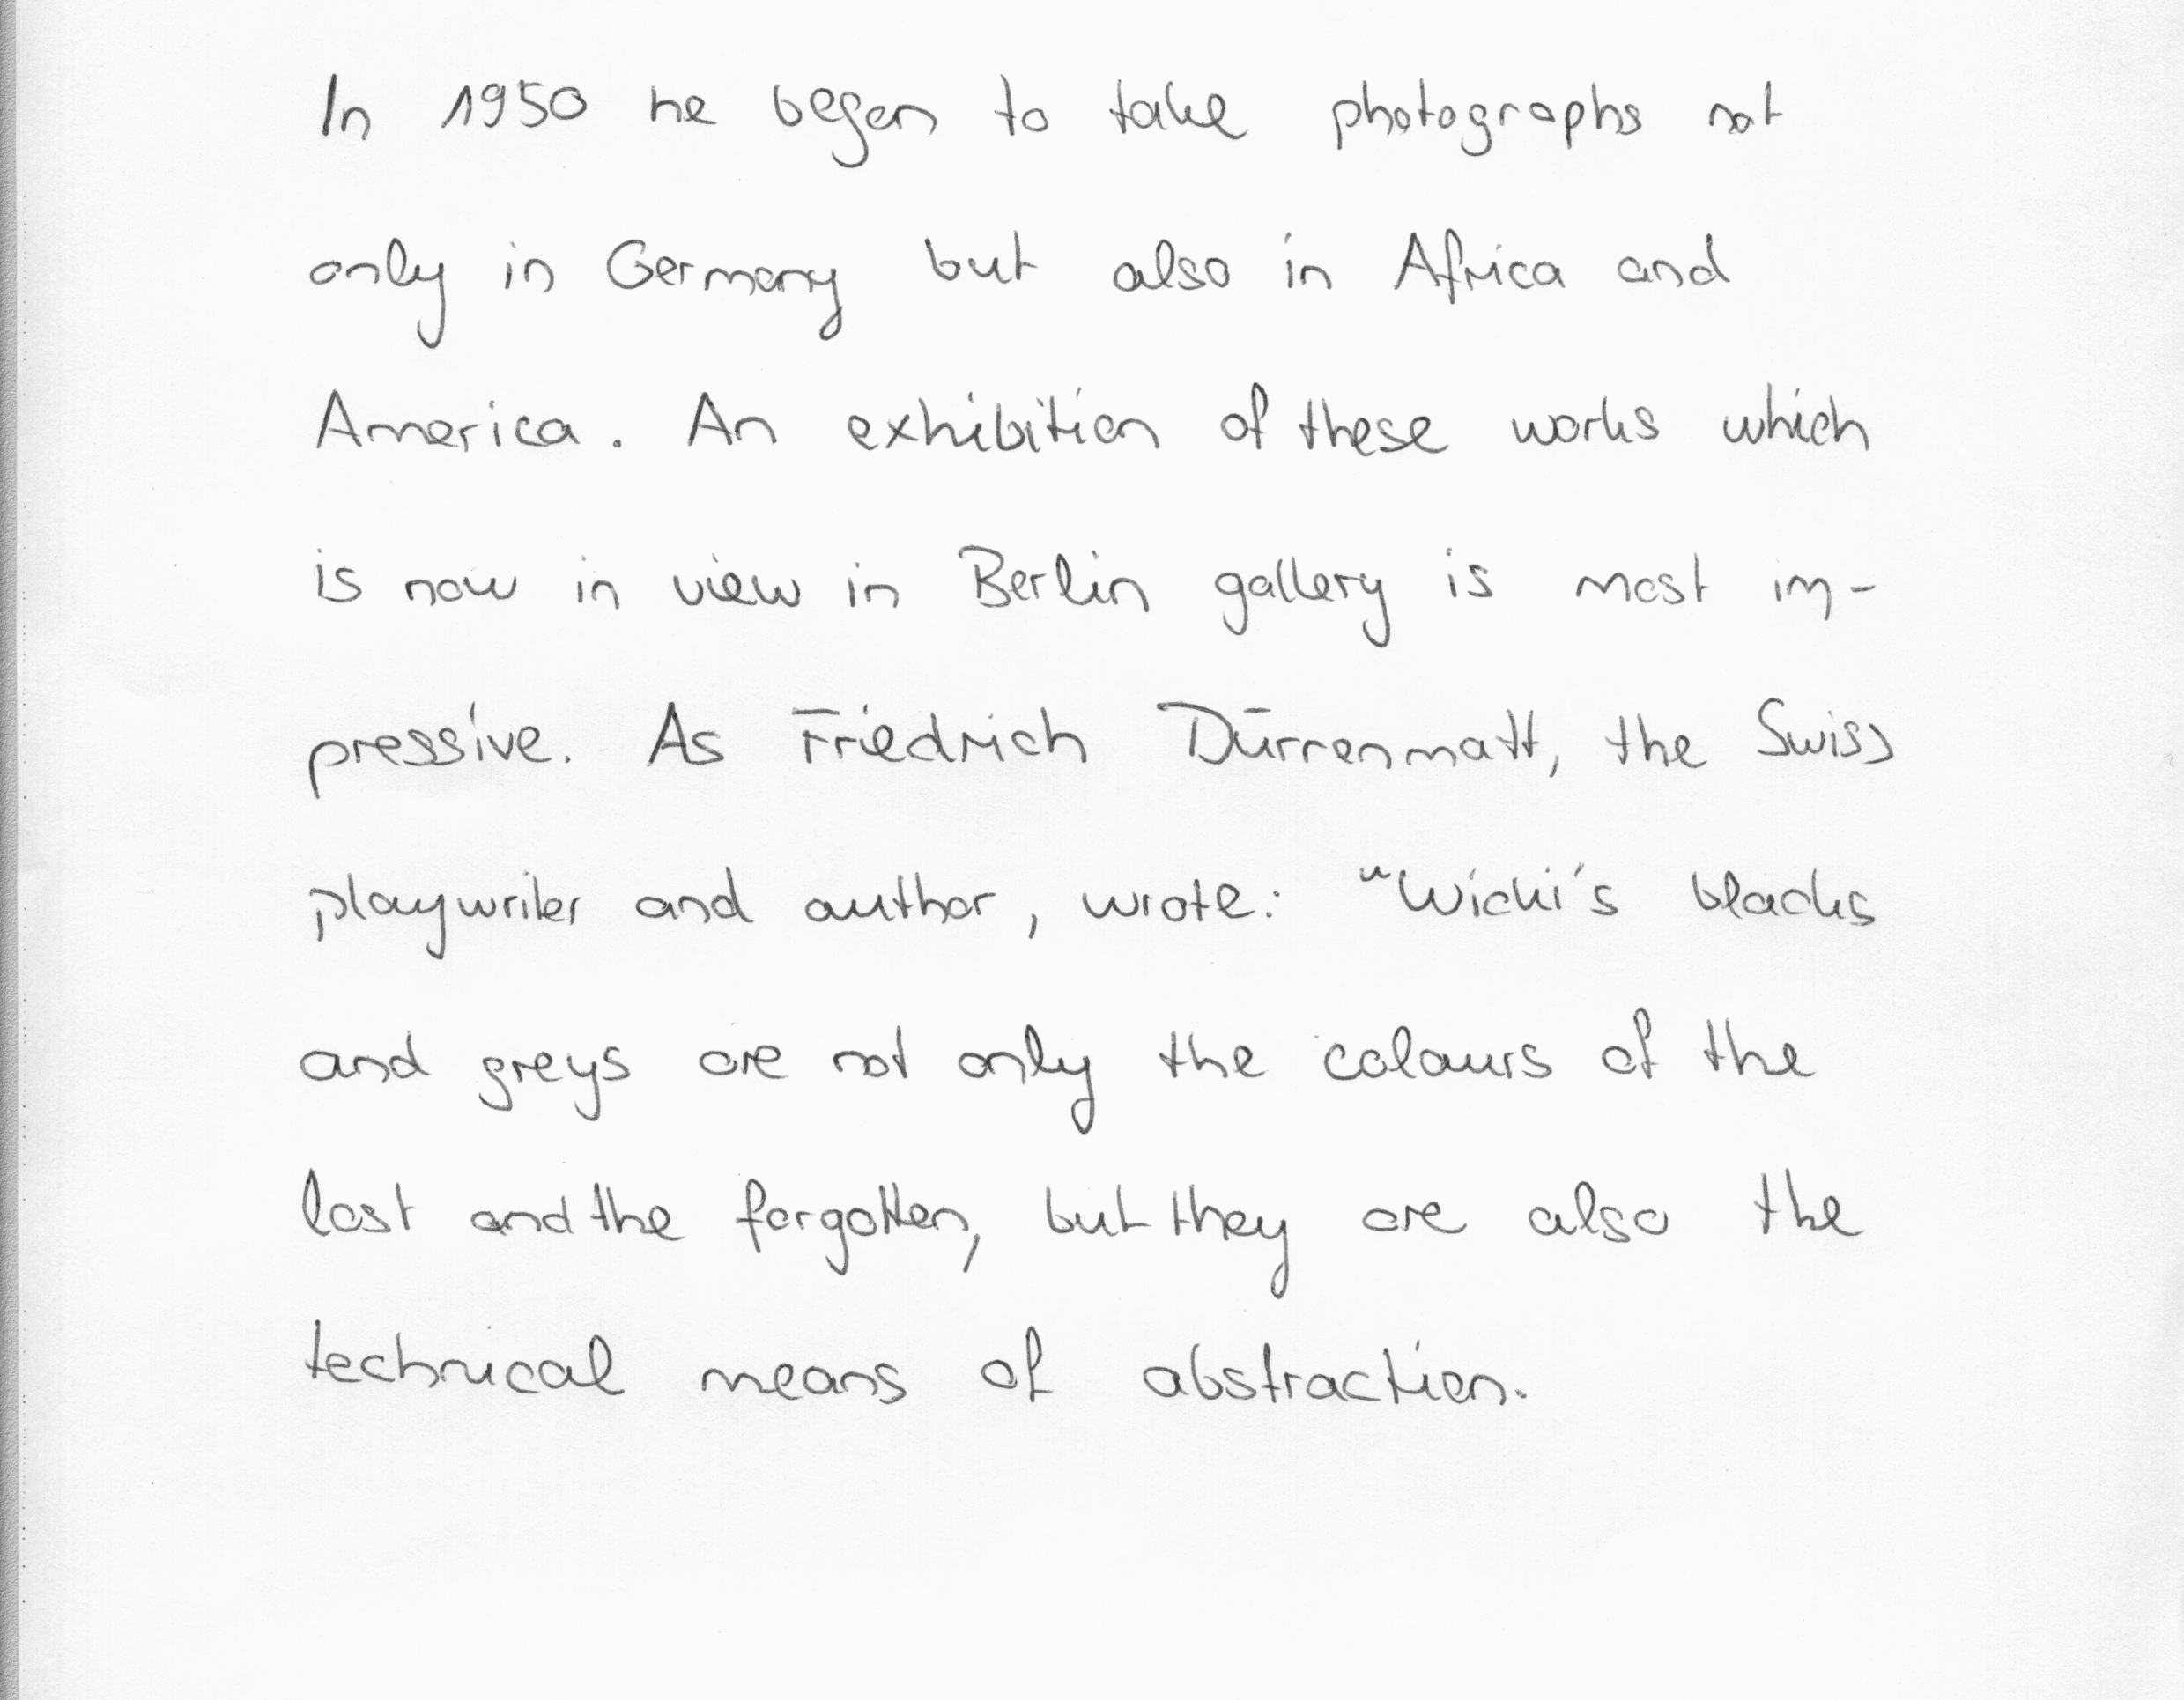 In 1950 he began to take photographs not
only in Germany but also in Africa and
America. An exhibition of these works which
is now in view in Berlin gallery is most im-
pressive. As Friedrich Dürrenmatt, the Swiss
playwriter and author, wrote: "Wicki's blacks
and greys are not only the colours of the
lost and the forgotten, but they are also the
technical means of abstraction.